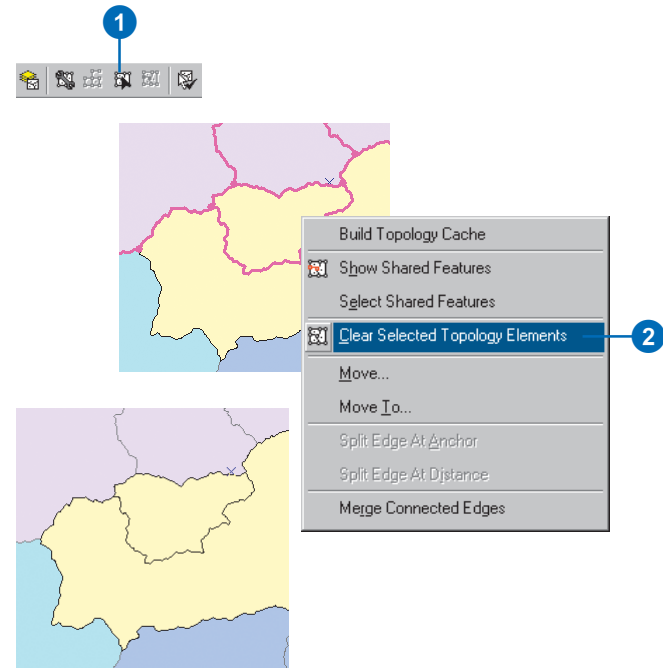 1
Build Topology Cache
Show Shared Features
Select Shared Features
Clear Selected Topology Elements
2
Move...
Move To...
Split Edge At Anchor
Split Edge At Distance
Merge Connected Edges